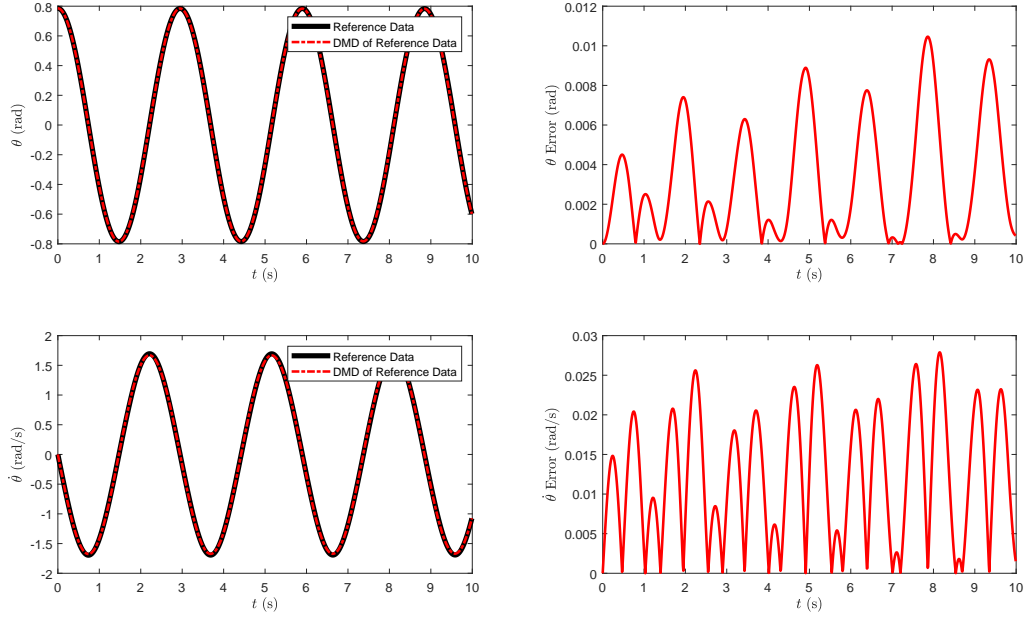 0.8
0.6
0.4
0.2
0
-0.2
-0.4
-0.6
-0.8
θ (rad)
0 1 2 3 4 5 6 7 8 9 10
t (s)
Reference Data
DMD of Reference Data
0.012
0.01
0.008
0.006
0.004
0.002
0
θ Error (rad)
0 1 2 3 4 5 6 7 8 9 10
t (s)
2
1.5
1
0.5
0
-0.5
-1
-1.5
-2
θ̇ (rad/s)
0 1 2 3 4 5 6 7 8 9 10
t (s)
Reference Data
DMD of Reference Data
0.03
0.025
0.02
0.015
0.01
0.005
0
θ̇ Error (rad/s)
0 1 2 3 4 5 6 7 8 9 10
t (s)